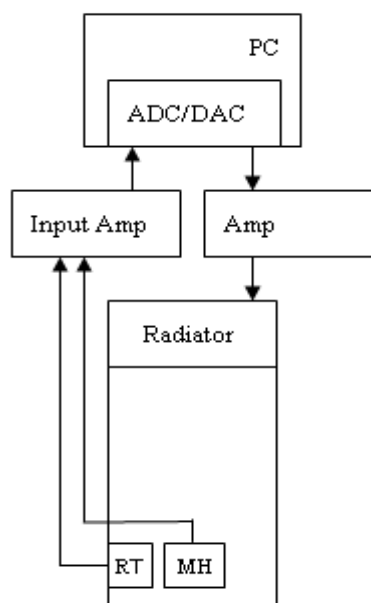 PC
ADC/DAC
Input Amp
Amp
Radiator
RT
MH